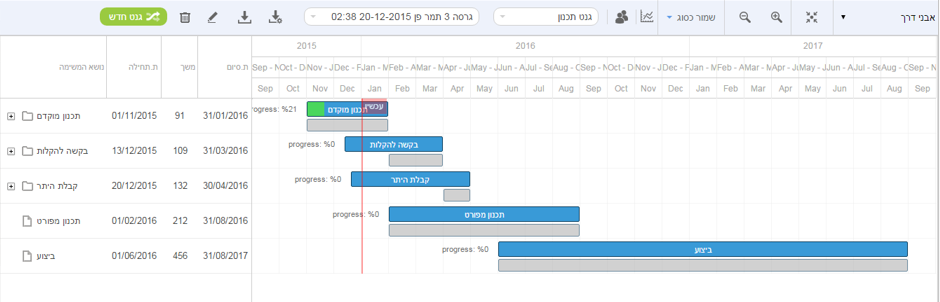 אבני דרך
שמור כסוג
גנט תכנון
גרסה 3 תמר פן 20-12-2015 02:38
גנט חדש
נושא המשימה ת.תחילה משך ת.סיום
2015 2016 2017
Sep - N Oct - D Nov - J Dec - F Jan - M Feb - A Mar - M Apr - J May - J Jun - A Jul - Se Aug - O Sep - N Oct - D Nov - J Dec - F Jan - M Feb - A Mar - M Apr - J May - J Jun - A Jul - Se Aug - O Sep - N
Sep Oct Nov Dec Jan Feb Mar Apr May Jun Jul Aug Sep Oct Nov Dec Jan Feb Mar Apr May Jun Jul Aug Sep
תכנון מוקדם 01/11/2015 91 31/01/2016
progress: %21 תכנון מוקדם עכשיו
בקשה להקלות 13/12/2015 109 31/03/2016
progress: %0 בקשה להקלות
קבלת היתר 20/12/2015 132 30/04/2016
progress: %0 קבלת היתר
תכנון מפורט 01/02/2016 212 31/08/2016
progress: %0 תכנון מפורט
ביצוע 01/06/2016 456 31/08/2017
progress: %0 ביצוע